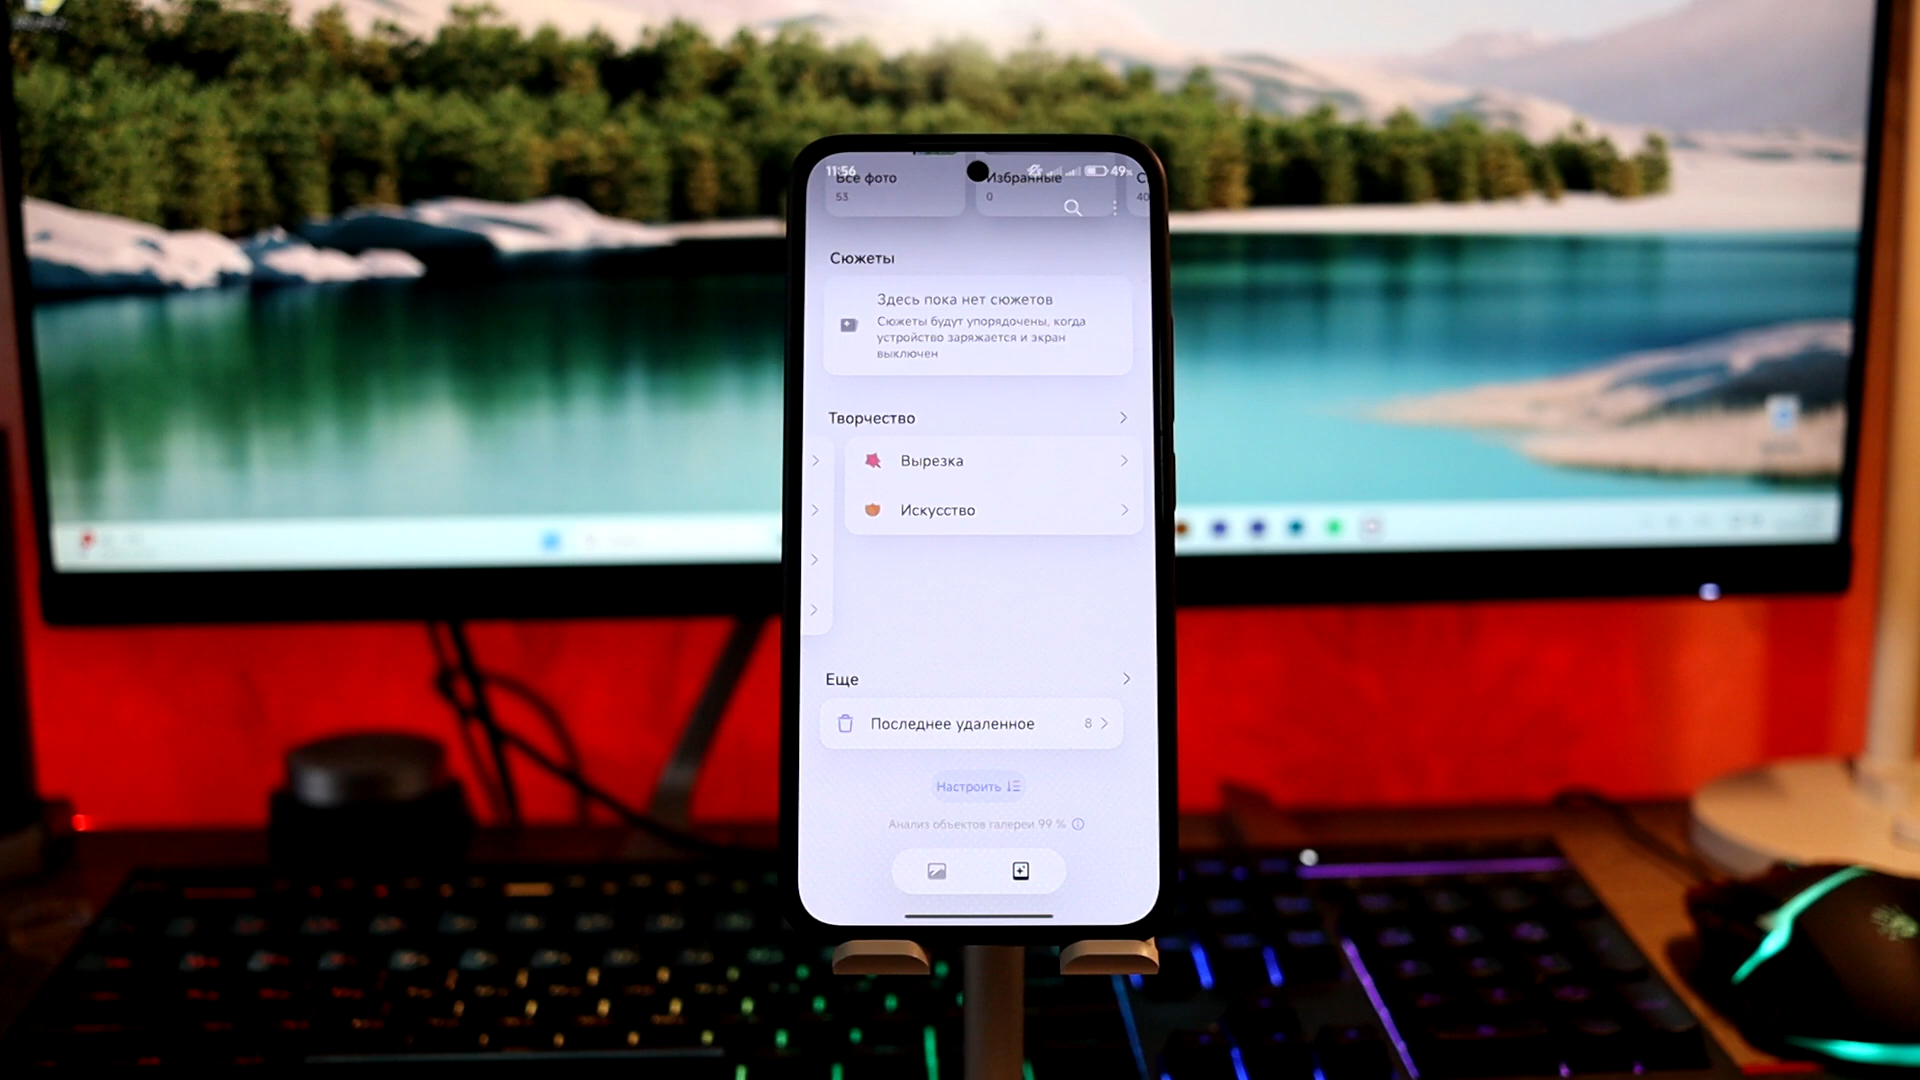 11:56
49%
Все фото
Избранные
С
53
0
40
Сюжеты
Здесь пока нет сюжетов
Сюжеты будут упорядочены, когда
устройство заряжается и экран
выключен
Творчество
Вырезка
Искусство
Еще
Последнее удаленное
8
Настроить
Анализ объектов галереи 99 %